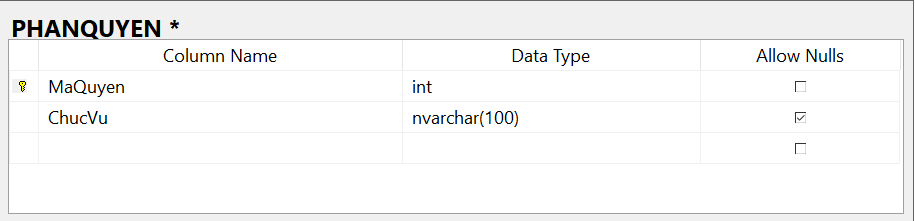 PHANQUYEN *
Column Name Data Type Allow Nulls
MaQuyen int
ChucVu nvarchar(100)